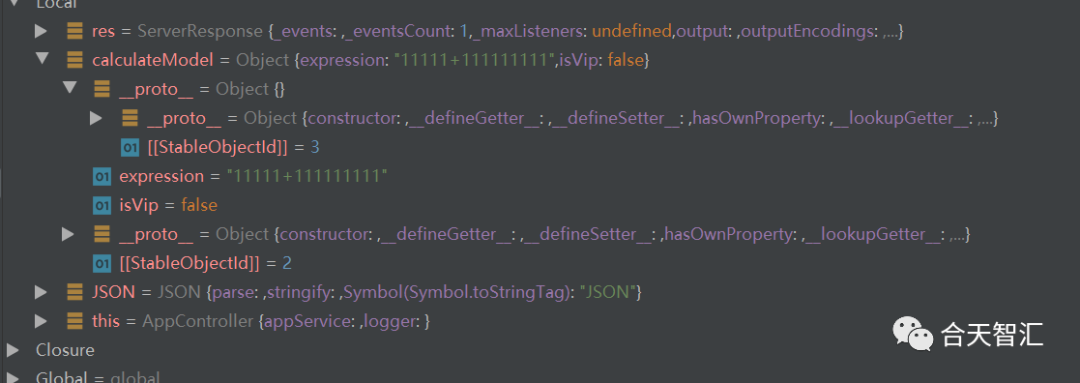 Local
res = ServerResponse {_events: ,_eventsCount: 1,_maxListeners: undefined,output: ,outputEncodings: ,...}
calculateModel = Object {expression: "11111+111111111",isVip: false}
__proto__ = Object {}
__proto__ = Object {constructor: ,__defineGetter__: ,__defineSetter__: ,hasOwnProperty: ,__lookupGetter__: ,...}
01 [[StableObjectId]] = 3
01 expression = "11111+111111111"
01 isVip = false
__proto__ = Object {constructor: ,__defineGetter__: ,__defineSetter__: ,hasOwnProperty: ,__lookupGetter__: ,...}
01 [[StableObjectId]] = 2
JSON = JSON {parse: ,stringify: ,Symbol(Symbol.toStringTag): "JSON"}
this = AppController {appService: ,logger: }
合天智汇
Closure
Global = global